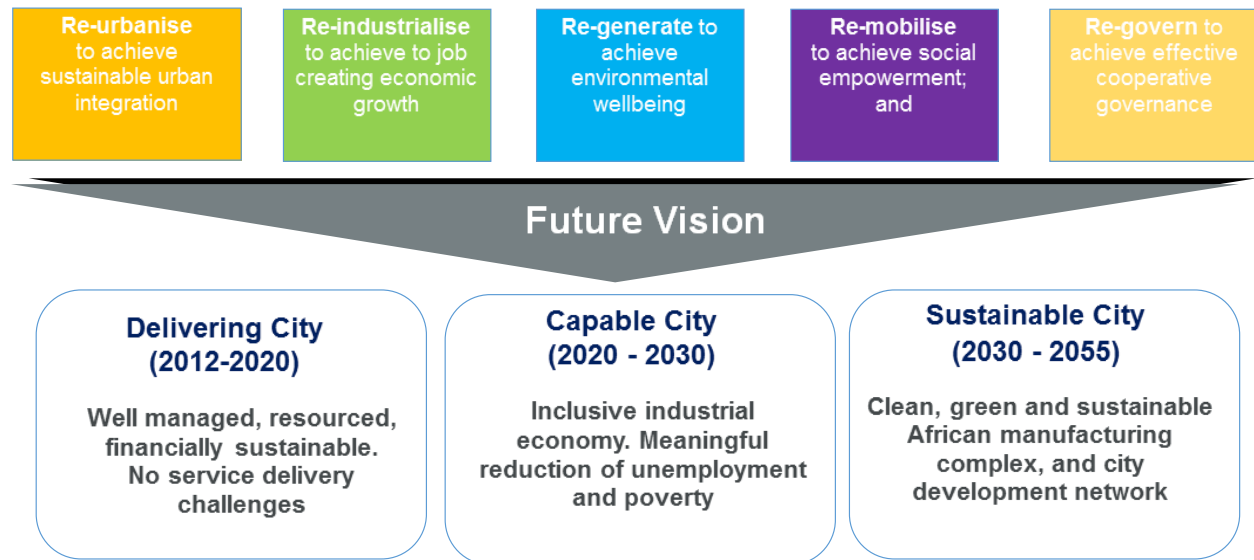 Re-urbanise
to achieve
sustainable urban
integration
Re-industrialise
to achieve to job
creating economic
growth
Re-generate to
achieve
environmental
wellbeing
Re-mobilise
to achieve social
empowerment;
and
Re-govern to
achieve effective
cooperative
governance
Future Vision
Delivering City
(2012-2020)
Well managed, resourced,
financially sustainable.
No service delivery
challenges
Capable City
(2020 - 2030)
Inclusive industrial
economy. Meaningful
reduction of unemployment
and poverty
Sustainable City
(2030 - 2055)
Clean, green and sustainable
African manufacturing
complex, and city
development network